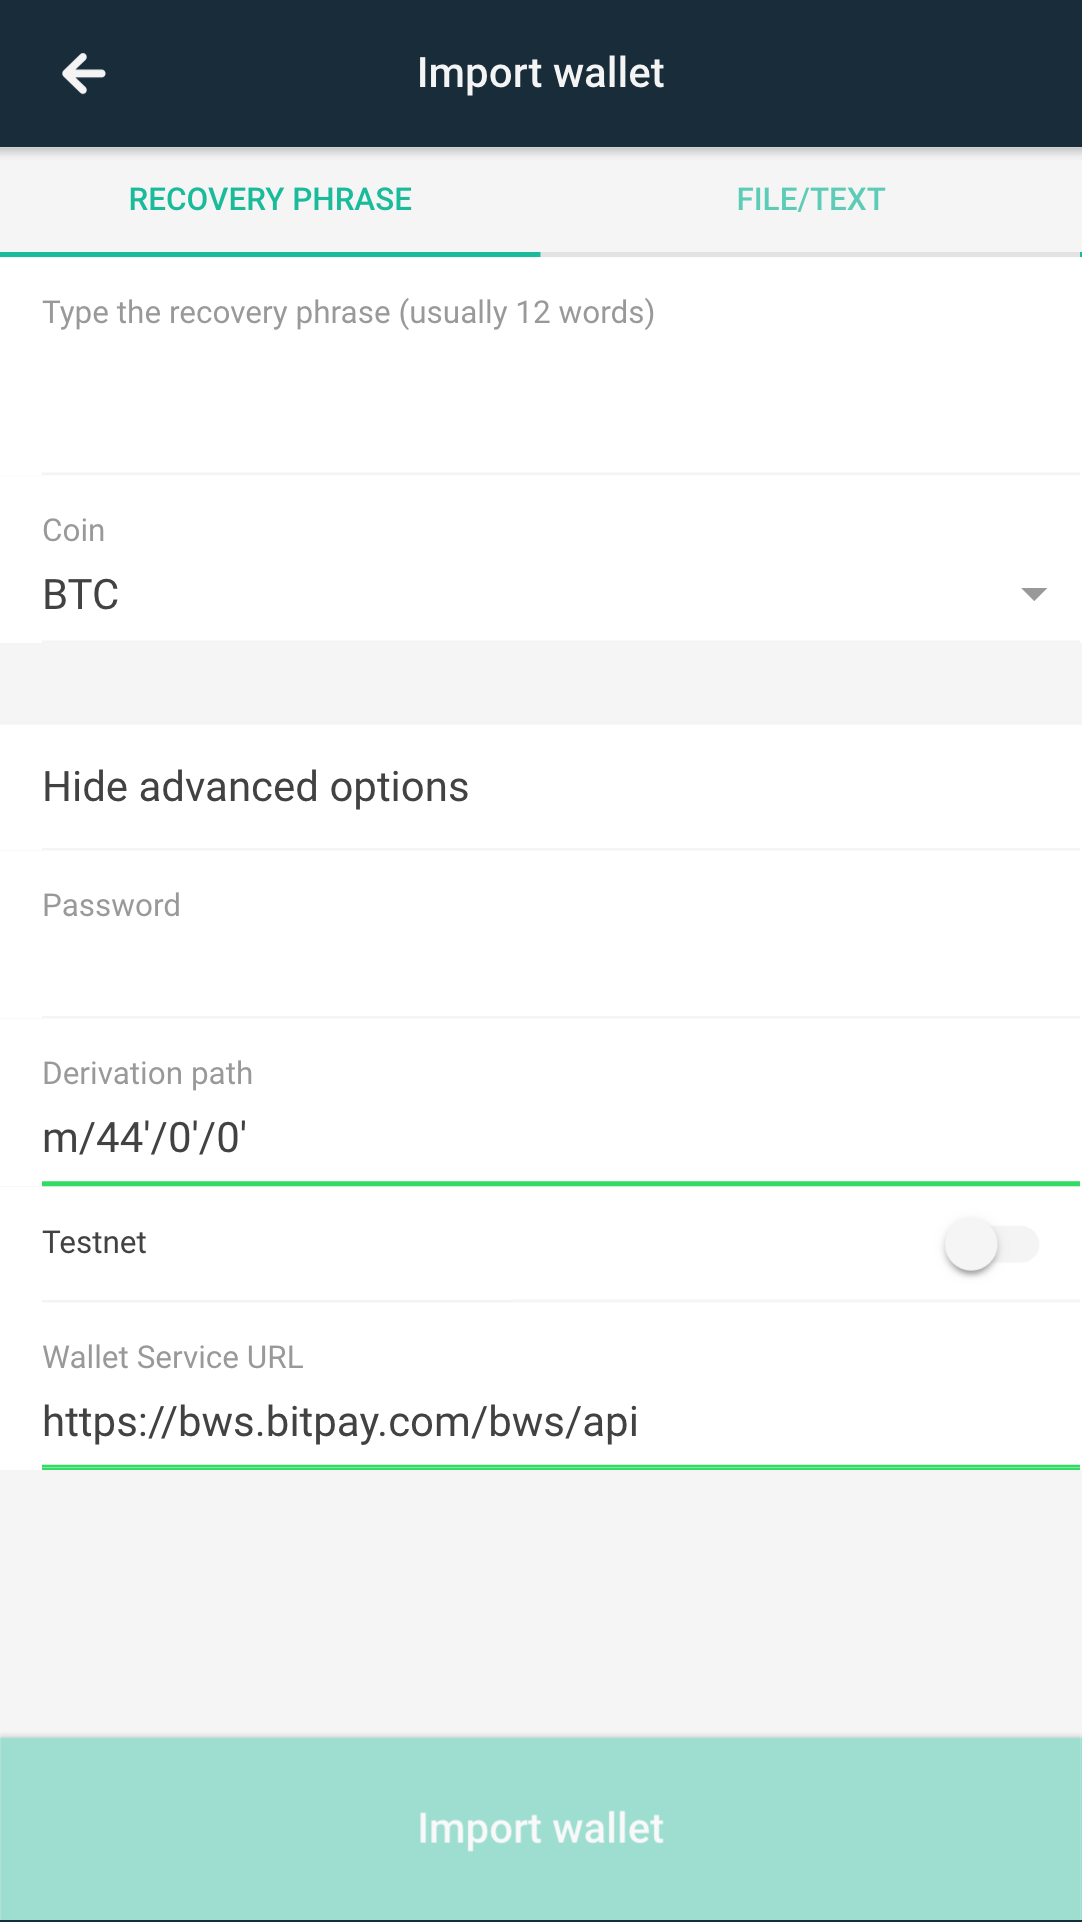 Import wallet
RECOVERY PHRASE
FILE/TEXT
Type the recovery phrase (usually 12 words)
Coin
BTC
Hide advanced options
Password
Derivation path
m/44'/0'/0'
Testnet
Wallet Service URL
https://bws.bitpay.com/bws/api
Import wallet